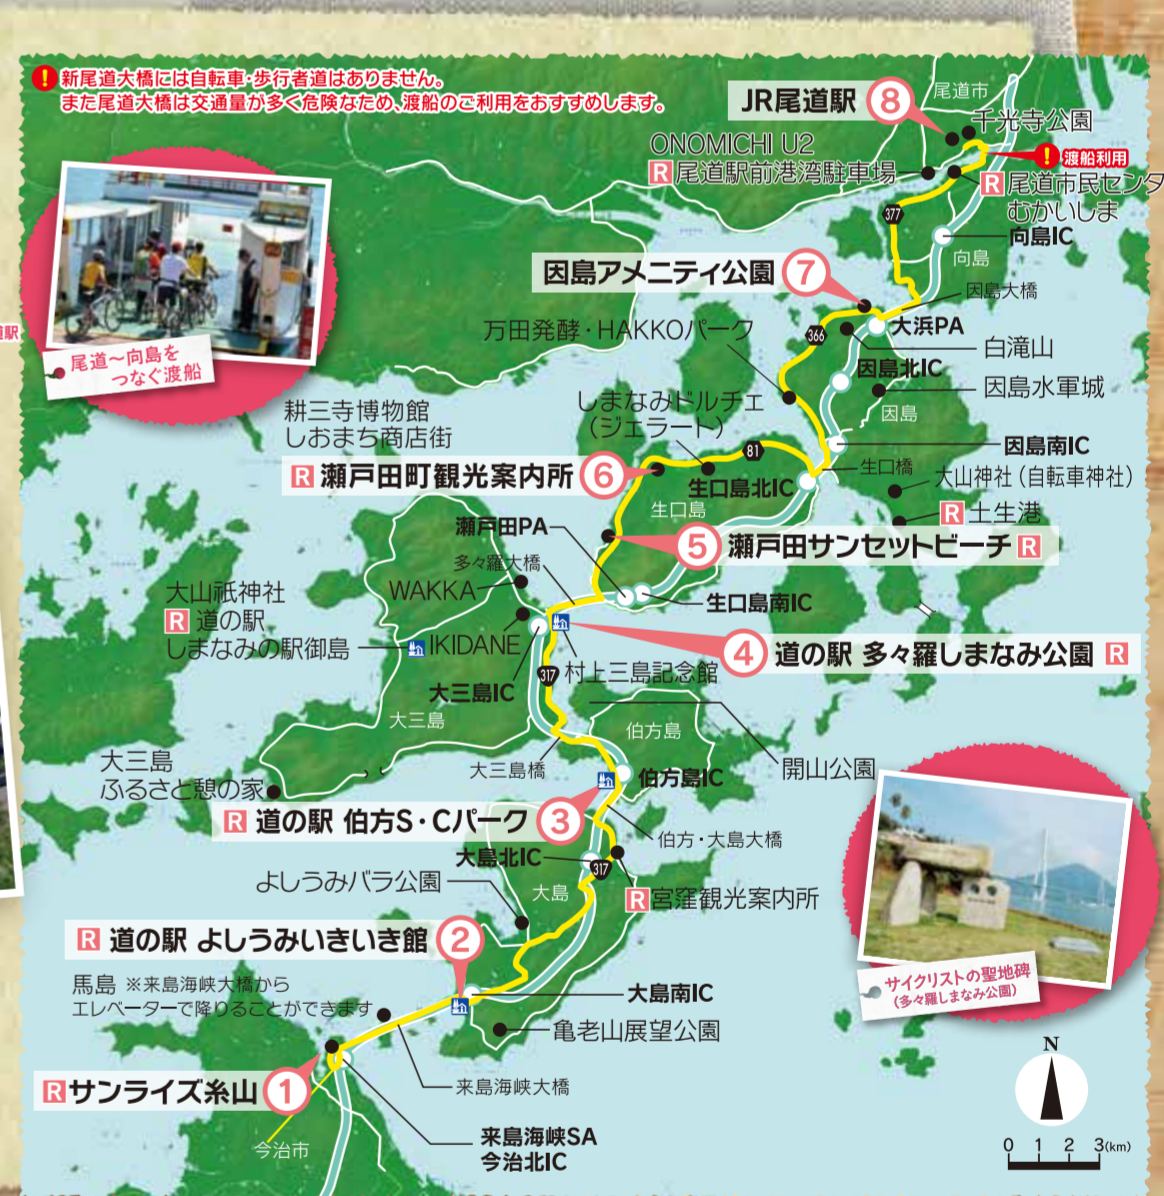 ! 新尾道大橋には自転車・歩行者道はありません。
また尾道大橋は交通量が多く危険なため、渡船のご利用をおすすめします。
尾道市
JR尾道駅 8
千光寺公園
ONOMICHI U2
R 尾道駅前港湾駐車場
! 渡船利用
R 尾道市民センタ
むかいしま
377
向島IC
向島
因島アメニティ公園 7
因島大橋
大浜PA
万田発酵・HAKKOパーク
366
白滝山
因島北IC
因島水軍城
因島
尾道〜向島を
つなぐ渡船
耕三寺博物館
しおまち商店街
しまなみドルチェ
(ジェラート)
81
因島南IC
R 瀬戸田町観光案内所 6
生口島北IC
生口橋
大山神社(自転車神社)
生口島
R 土生港
瀬戸田PA
5 瀬戸田サンセットビーチ R
多々羅大橋
WAKKA
大山祇神社
R 道の駅
しまなみの駅御島
生口島南IC
IKIDANE
4 道の駅 多々羅しまなみ公園 R
村上三島記念館
317
大三島IC
大三島
伯方島
大三島
ふるさと憩の家
大三島橋
伯方島IC
開山公園
R 道の駅 伯方S・Cパーク 3
伯方・大島大橋
大島北IC
317
よしうみバラ公園
大島
R 宮窪観光案内所
R 道の駅 よしうみいきいき館 2
サイクリストの聖地碑
(多々羅しまなみ公園)
馬島 ※来島海峡大橋から
エレベーターで降りることができます
大島南IC
亀老山展望公園
R サンライズ糸山 1
来島海峡大橋
今治市
来島海峡SA
今治北IC
N
0 1 2 3(km)